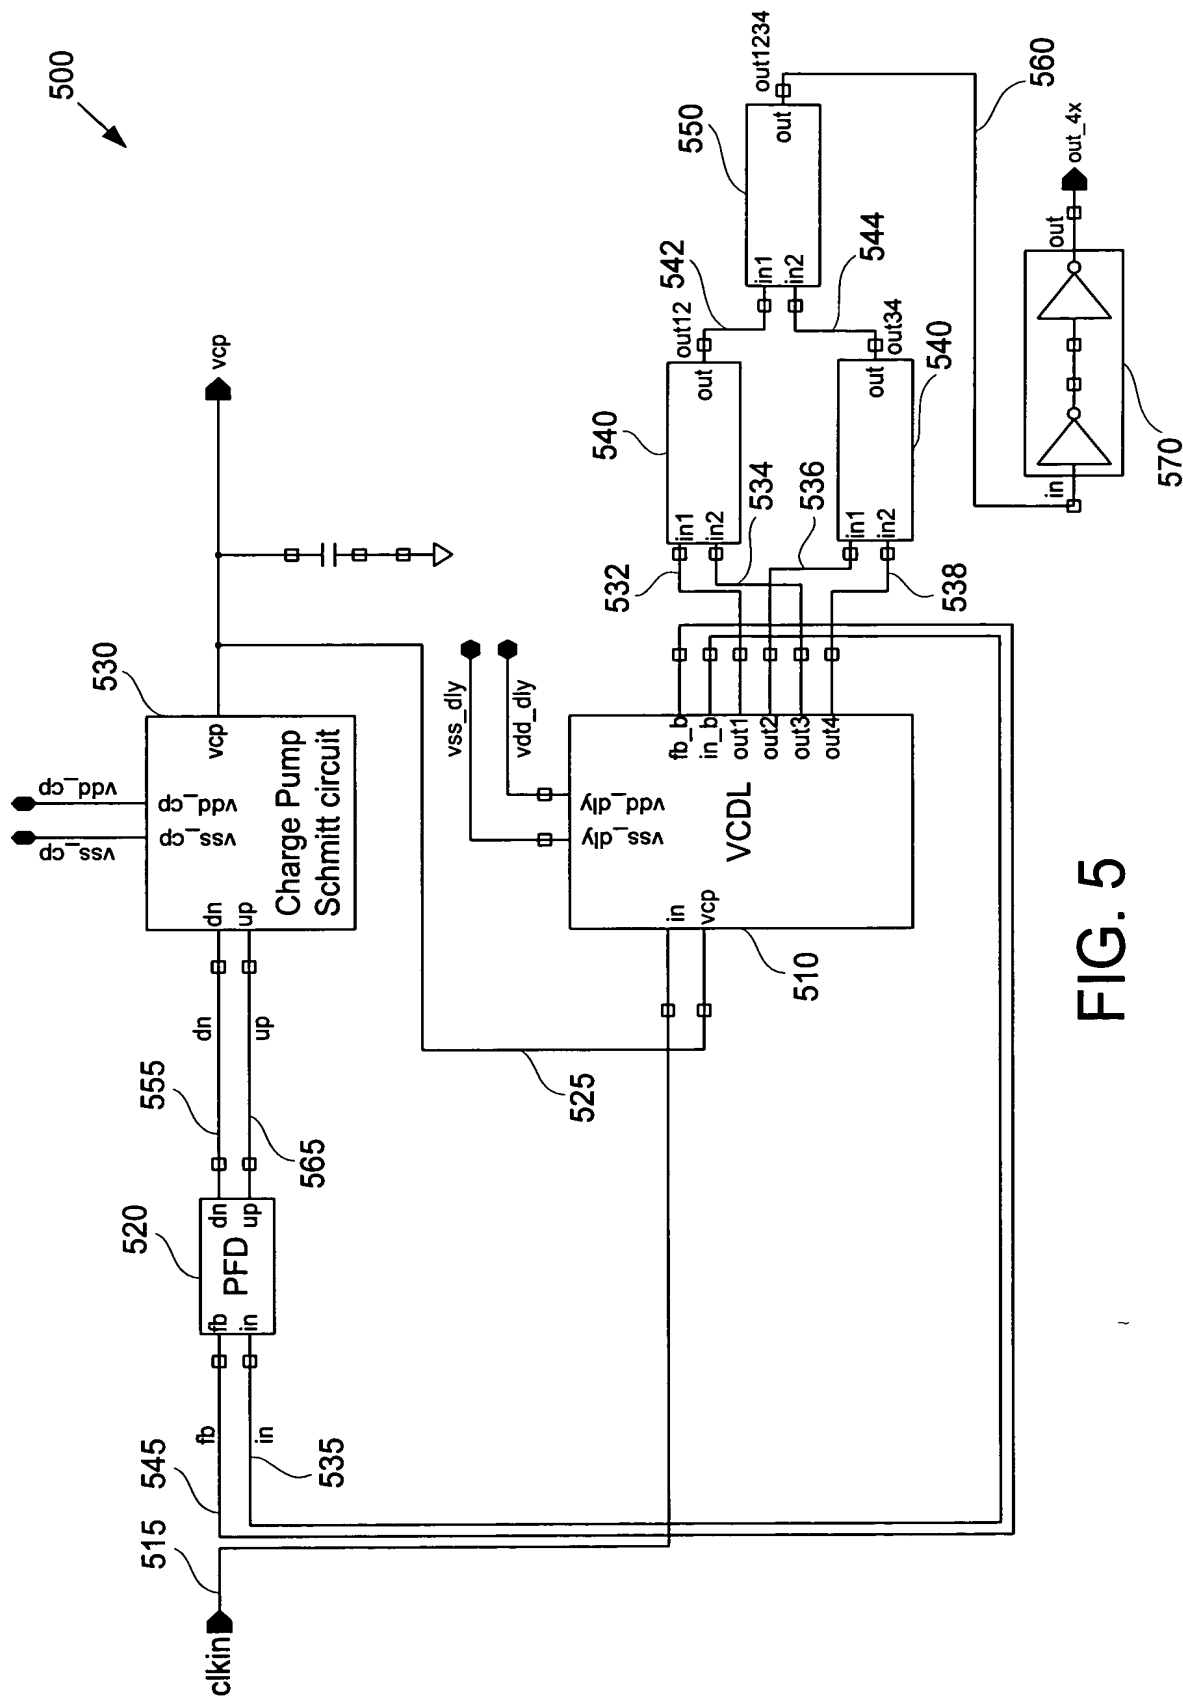 500
vdd_cp
vss_cp
vdd_cp
vss_cp
530
vcp
vcp
dn
up
Charge Pump
Schmitt circuit
dn
up
555
565
520
dn
up
PFD
fb
in
fb
in
545
535
515
clkin
525
vss_dly
vdd_dly
vdd_dly
vss_dly
VCDL
in
vcp
510
fb_b
in_b
out1
out2
out3
out4
532
534
536
538
540
in1
in2
out
out12
540
in1
in2
out
out34
542
544
550
in1
in2
out
out1234
560
in
out
out_4x
570
FIG. 5